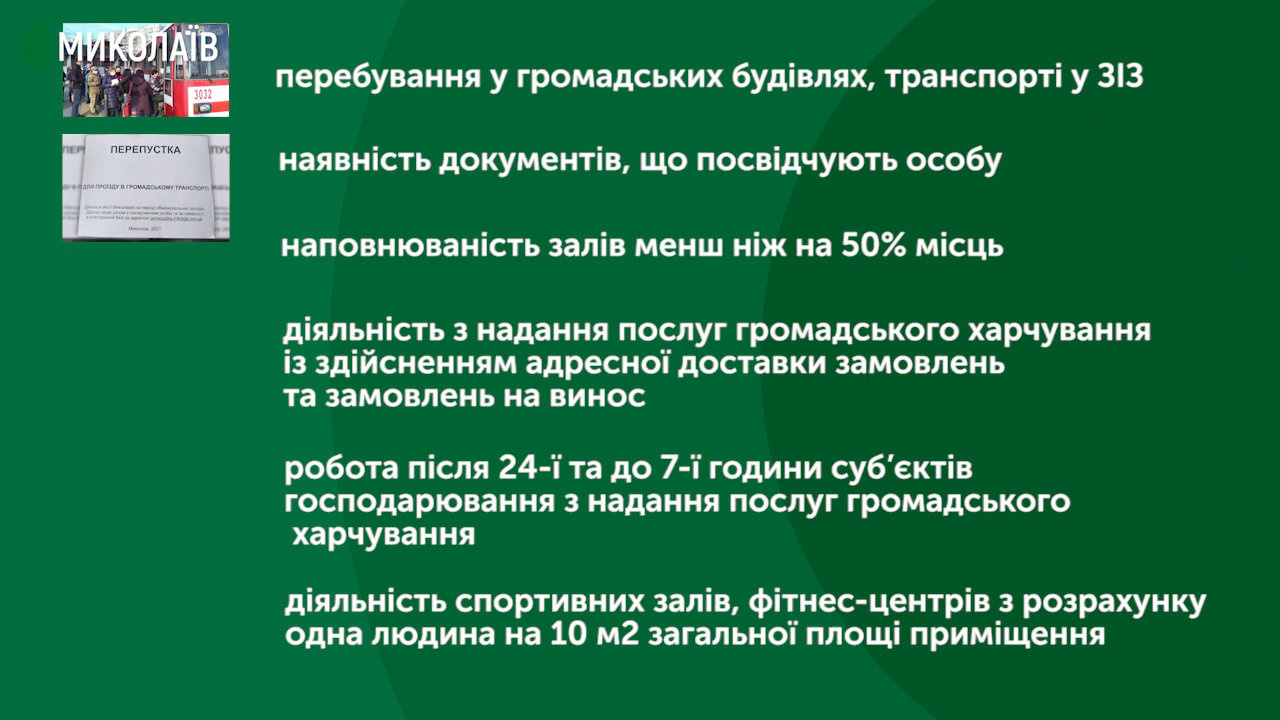 МИКОЛАЇВ
3032
ПЕРЕПУСТКА
ДЛЯ ПРОЇЗДУ В ГРОМАДСЬКОМУ ТРАНСПОРТІ
Миколаїв, 2021
перебування у громадських будівлях, транспорті у ЗІЗ
наявність документів, що посвідчують особу
наповнюваність залів менш ніж на 50% місць
діяльність з надання послуг громадського харчування
із здійсненням адресної доставки замовлень
та замовлень на винос
робота після 24-ї та до 7-ї години суб’єктів
господарювання з надання послуг громадського
харчування
діяльність спортивних залів, фітнес-центрів з розрахунку
одна людина на 10 м2 загальної площі приміщення